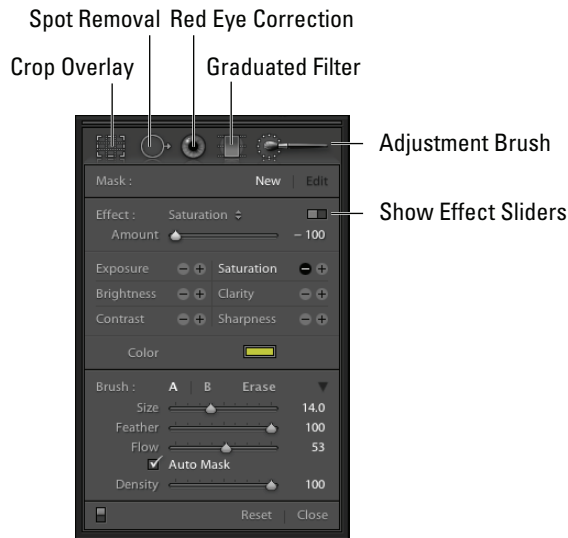 Spot Removal Red Eye Correction
Crop Overlay Graduated Filter
Adjustment Brush
Mask : New | Edit
Show Effect Sliders
Effect : Saturation
Amount – 100
Exposure Saturation
Brightness Clarity
Contrast Sharpness
Color
Brush : A | B Erase
Size 14.0
Feather 100
Flow 53
Auto Mask
Density 100
Reset | Close